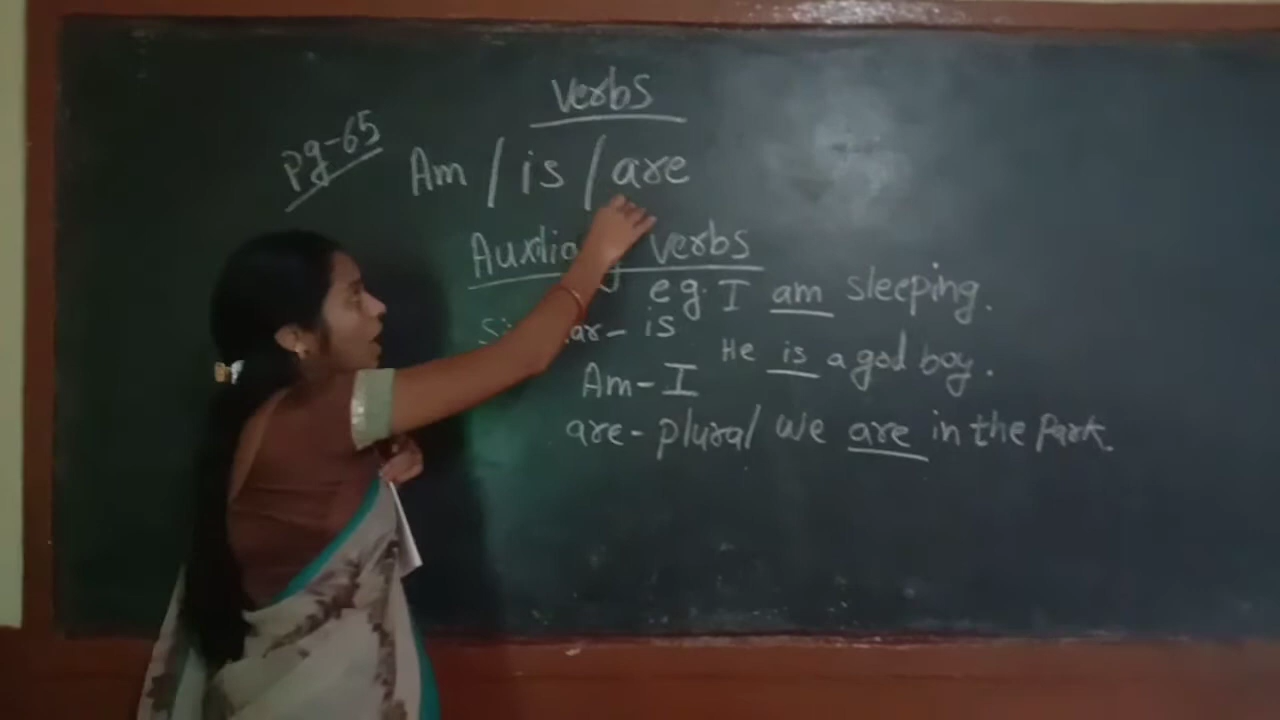 Verbs
Pg-65
Am / is / are
verbs
eg. I am sleeping.
is
He is a god boy.
Am - I
are - plural We are in the Park.